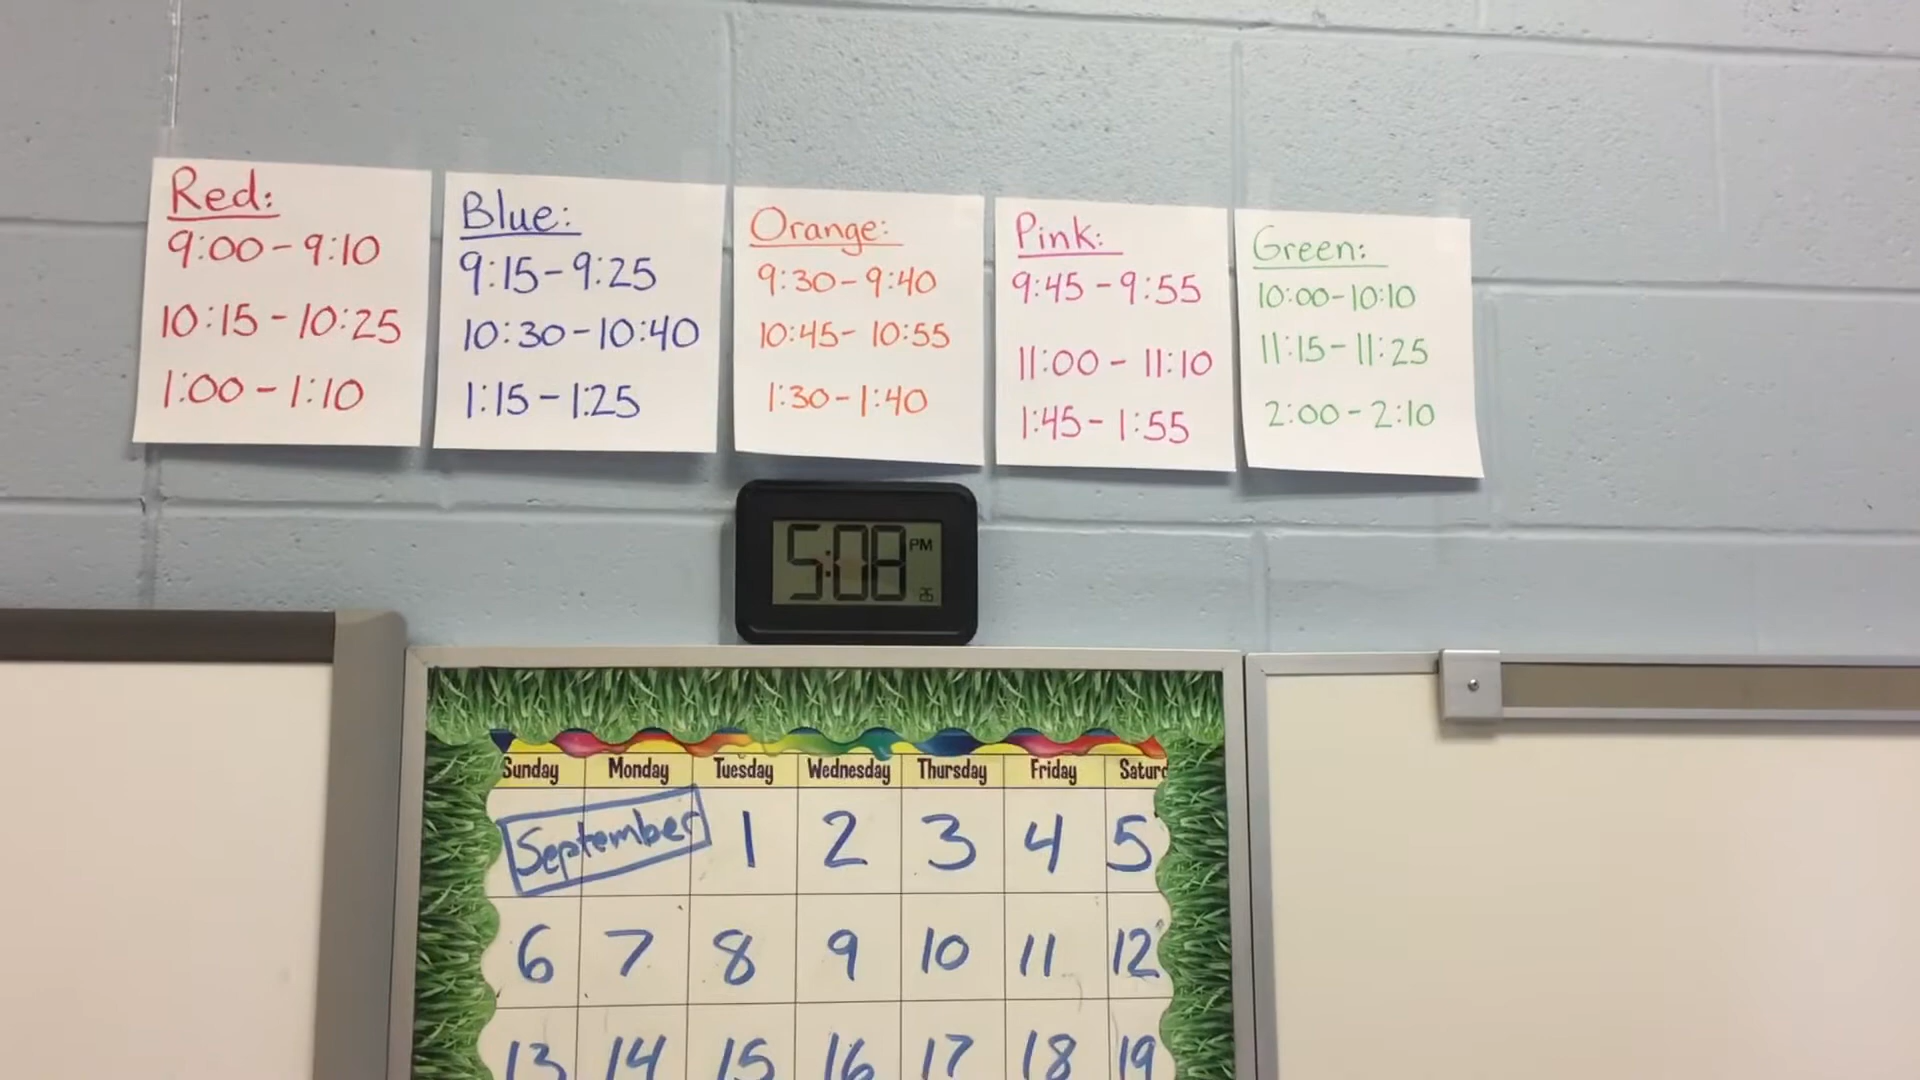 Red:
9:00-9:10
10:15-10:25
1:00-1:10
Blue:
9:15-9:25
10:30-10:40
1:15-1:25
Orange:
9:30-9:40
10:45-10:55
1:30-1:40
Pink:
9:45-9:55
11:00-11:10
1:45-1:55
Green:
10:00-10:10
11:15-11:25
2:00-2:10
5:08 PM
Sunday Monday Tuesday Wednesday Thursday Friday Satur
September 1 2 3 4 5
6 7 8 9 10 11 12
13 14 15 16 17 18 19